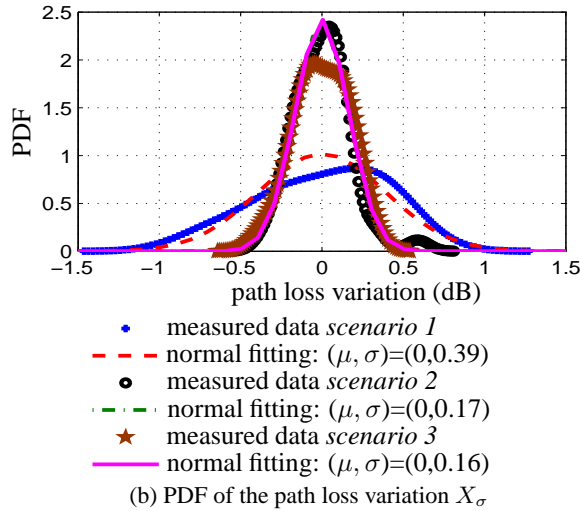 2.5
2
1.5
1
0.5
0
PDF
−1.5 −1 −0.5 0 0.5 1 1.5
path loss variation (dB)
measured data scenario 1
normal fitting: (μ, σ)=(0,0.39)
measured data scenario 2
normal fitting: (μ, σ)=(0,0.17)
measured data scenario 3
normal fitting: (μ, σ)=(0,0.16)
(b) PDF of the path loss variation Xσ